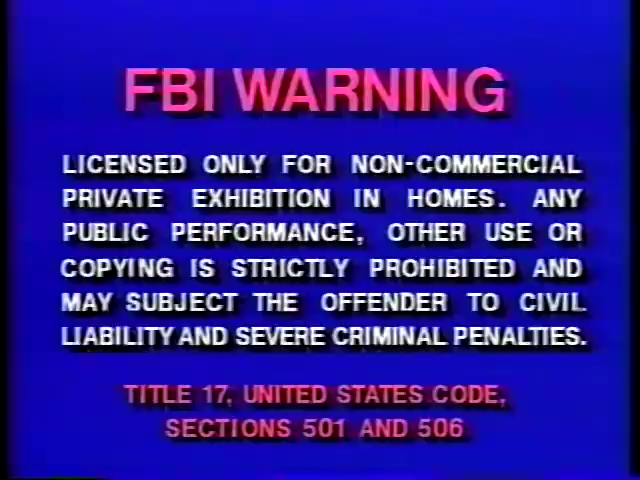 FBI WARNING
LICENSED ONLY FOR NON-COMMERCIAL
PRIVATE EXHIBITION IN HOMES. ANY
PUBLIC PERFORMANCE, OTHER USE OR
COPYING IS STRICTLY PROHIBITED AND
MAY SUBJECT THE OFFENDER TO CIVIL
LIABILITY AND SEVERE CRIMINAL PENALTIES.
TITLE 17, UNITED STATES CODE,
SECTIONS 501 AND 506